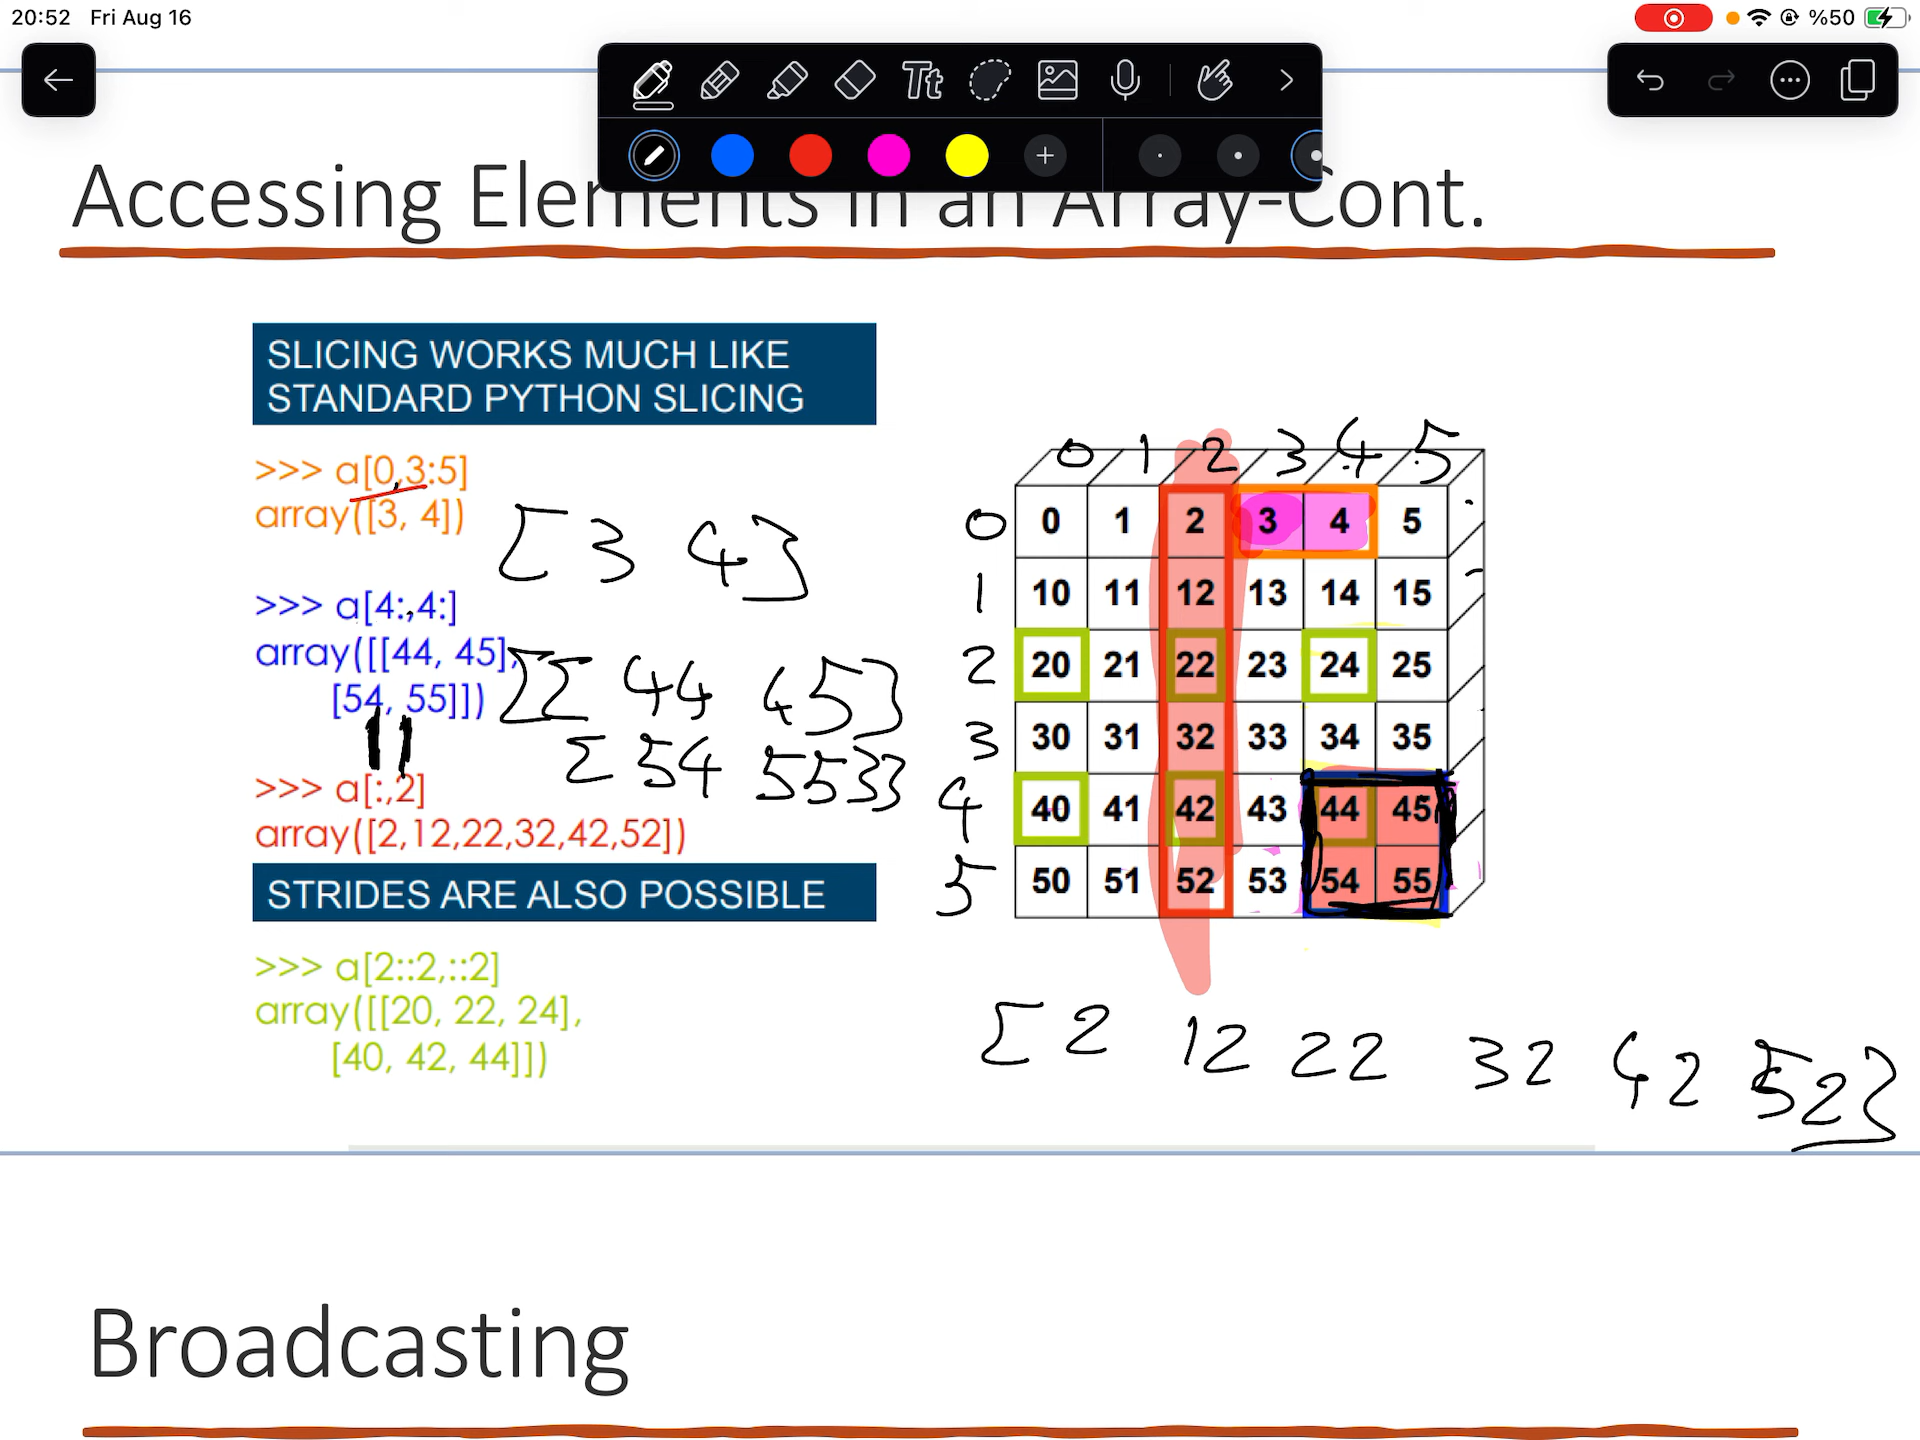 20:52 Fri Aug 16 %50
Accessing Elements in an Array-Cont.
SLICING WORKS MUCH LIKE
STANDARD PYTHON SLICING
>>> a[0,3:5]
array([3, 4])
[3 4]
>>> a[4:,4:]
array([[44, 45],
[54, 55]])
[[44 45]
[54 55]]
>>> a[:,2]
array([2,12,22,32,42,52])
STRIDES ARE ALSO POSSIBLE
>>> a[2::2,::2]
array([[20, 22, 24],
[40, 42, 44]])
Tt
0 1 2 3 4 5
0 0 1 2 3 4 5
1 10 11 12 13 14 15
2 20 21 22 23 24 25
3 30 31 32 33 34 35
4 40 41 42 43 44 45
5 50 51 52 53 54 55
[2 12 22 32 42 52]
Broadcasting